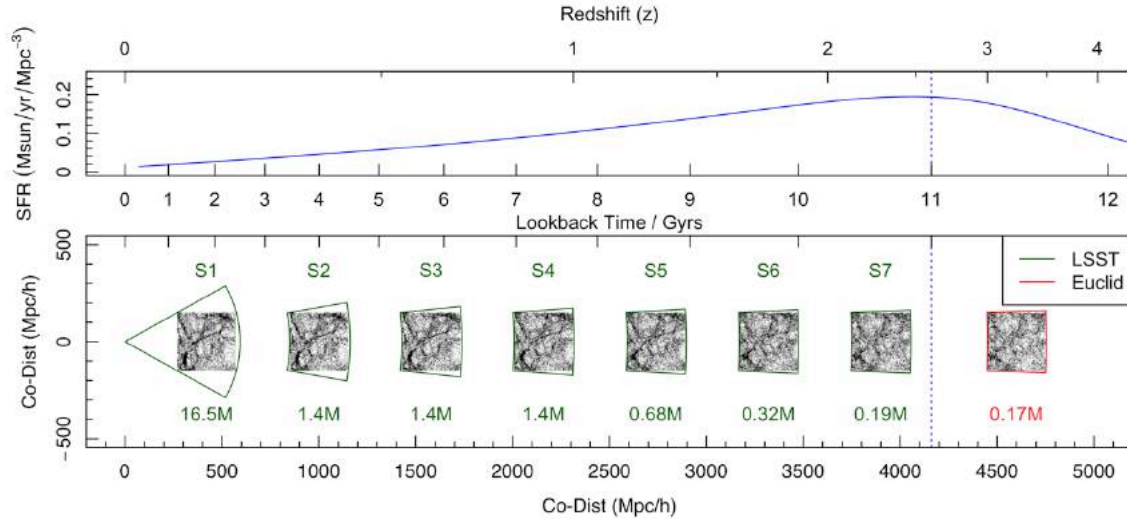 Redshift (z)
0 1 2 3 4
SFR (Msun/yr/Mpc⁻³)
0 0.1 0.2
0 1 2 3 4 5 6 7 8 9 10 11 12
Lookback Time / Gyrs
Co-Dist (Mpc/h)
−500 0 500
S1 S2 S3 S4 S5 S6 S7
LSST
Euclid
16.5M 1.4M 1.4M 1.4M 0.68M 0.32M 0.19M 0.17M
0 500 1000 1500 2000 2500 3000 3500 4000 4500 5000
Co-Dist (Mpc/h)